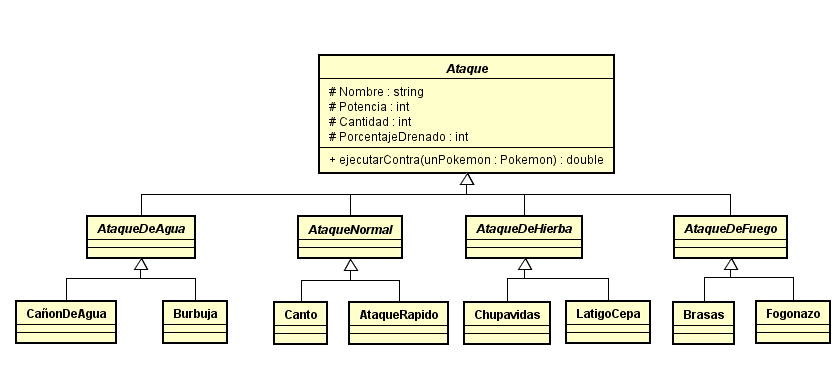 Ataque
# Nombre : string
# Potencia : int
# Cantidad : int
# PorcentajeDrenado : int
+ ejecutarContra(unPokemon : Pokemon) : double
AtaqueDeAgua
AtaqueNormal
AtaqueDeHierba
AtaqueDeFuego
CañonDeAgua
Burbuja
Canto
AtaqueRapido
Chupavidas
LatigoCepa
Brasas
Fogonazo